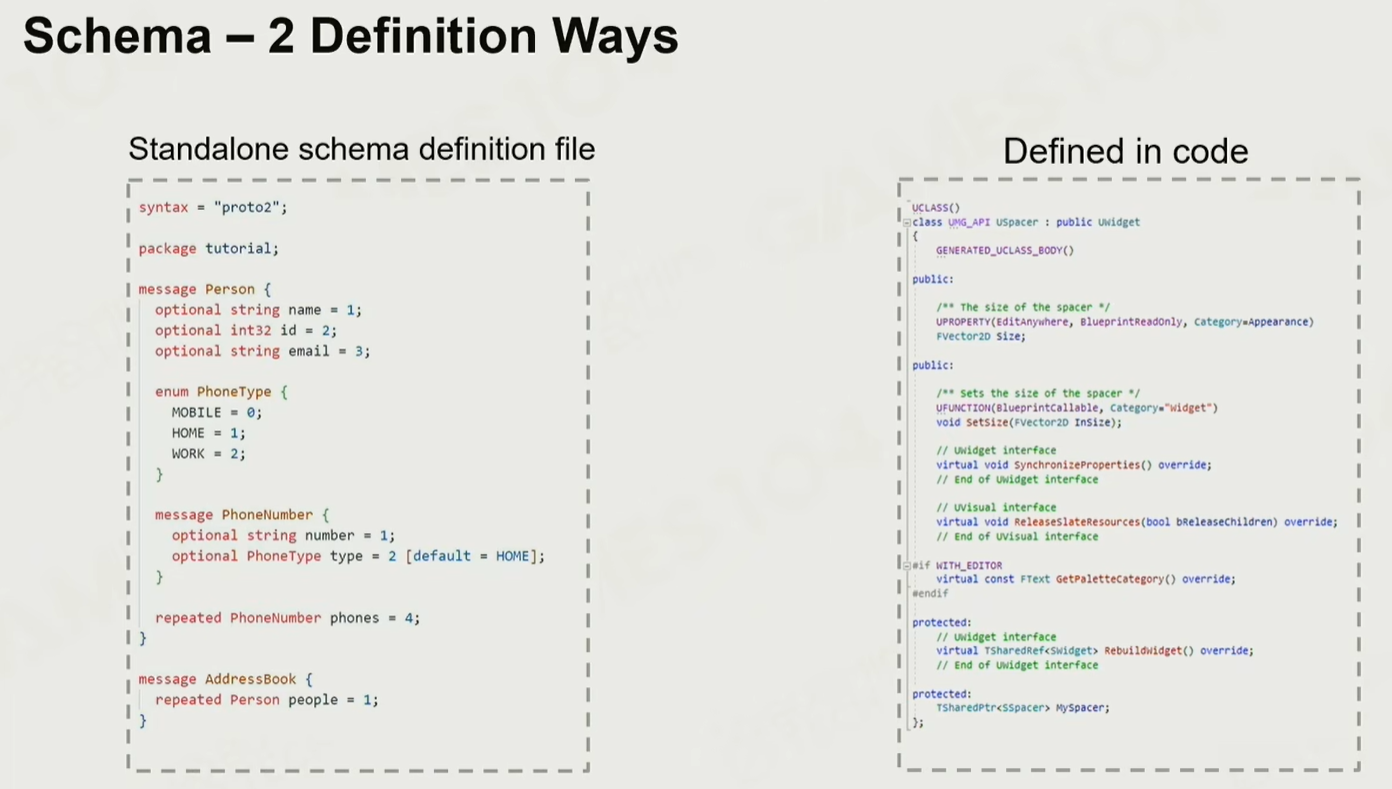 Schema – 2 Definition Ways
Standalone schema definition file
syntax = "proto2";
package tutorial;
message Person {
optional string name = 1;
optional int32 id = 2;
optional string email = 3;
enum PhoneType {
MOBILE = 0;
HOME = 1;
WORK = 2;
}
message PhoneNumber {
optional string number = 1;
optional PhoneType type = 2 [default = HOME];
}
repeated PhoneNumber phones = 4;
}
message AddressBook {
repeated Person people = 1;
}
Defined in code
UCLASS()
class UMG_API USpacer : public UWidget
{
GENERATED_UCLASS_BODY()
public:
/** The size of the spacer */
UPROPERTY(EditAnywhere, BlueprintReadOnly, Category=Appearance)
FVector2D Size;
public:
/** Sets the size of the spacer */
UFUNCTION(BlueprintCallable, Category="Widget")
void SetSize(FVector2D InSize);
// UWidget interface
virtual void SynchronizeProperties() override;
// End of UWidget interface
// UVisual interface
virtual void ReleaseSlateResources(bool bReleaseChildren) override;
// End of UVisual interface
#if WITH_EDITOR
virtual const FText GetPaletteCategory() override;
#endif
protected:
// UWidget interface
virtual TSharedRef<SWidget> RebuildWidget() override;
// End of UWidget interface
protected:
TSharedPtr<SSpacer> MySpacer;
};